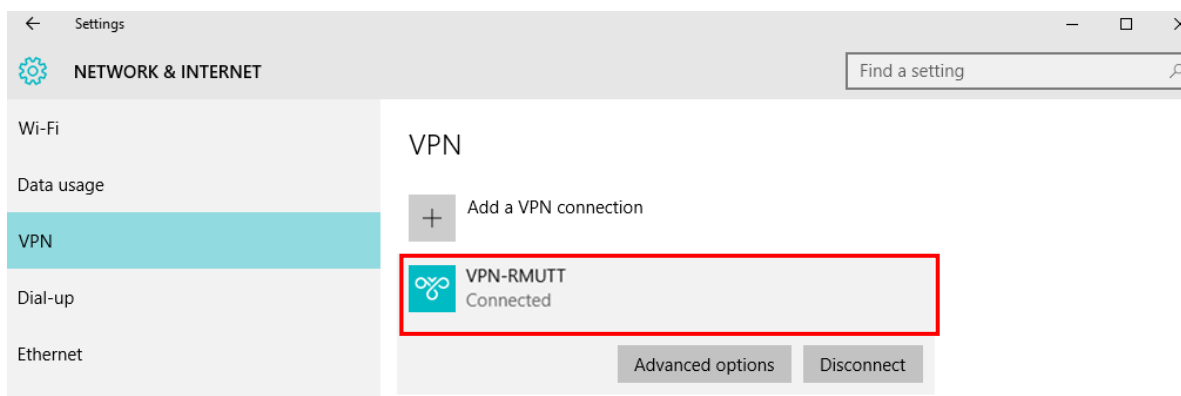 Settings
NETWORK & INTERNET
Find a setting
Wi-Fi
Data usage
VPN
Dial-up
Ethernet
VPN
Add a VPN connection
VPN-RMUTT
Connected
Advanced options
Disconnect